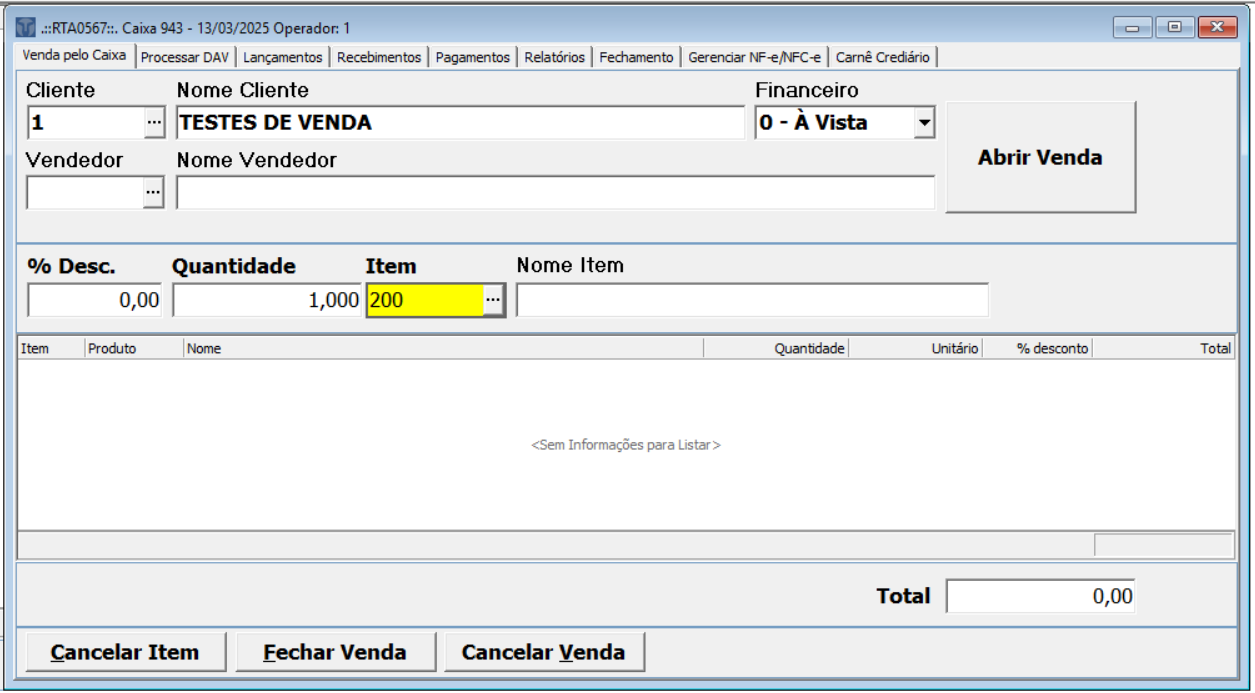 .::RTA0567::. Caixa 943 - 13/03/2025 Operador: 1
Venda pelo Caixa Processar DAV Lançamentos Recebimentos Pagamentos Relatórios Fechamento Gerenciar NF-e/NFC-e Carnê Crediário
Cliente Nome Cliente Financeiro
1 ... TESTES DE VENDA 0 - À Vista
Abrir Venda
Vendedor Nome Vendedor
...
% Desc. Quantidade Item Nome Item
0,00 1,000 200 ...
Item Produto Nome Quantidade Unitário % desconto Total
<Sem Informações para Listar>
Total 0,00
Cancelar Item Fechar Venda Cancelar Venda